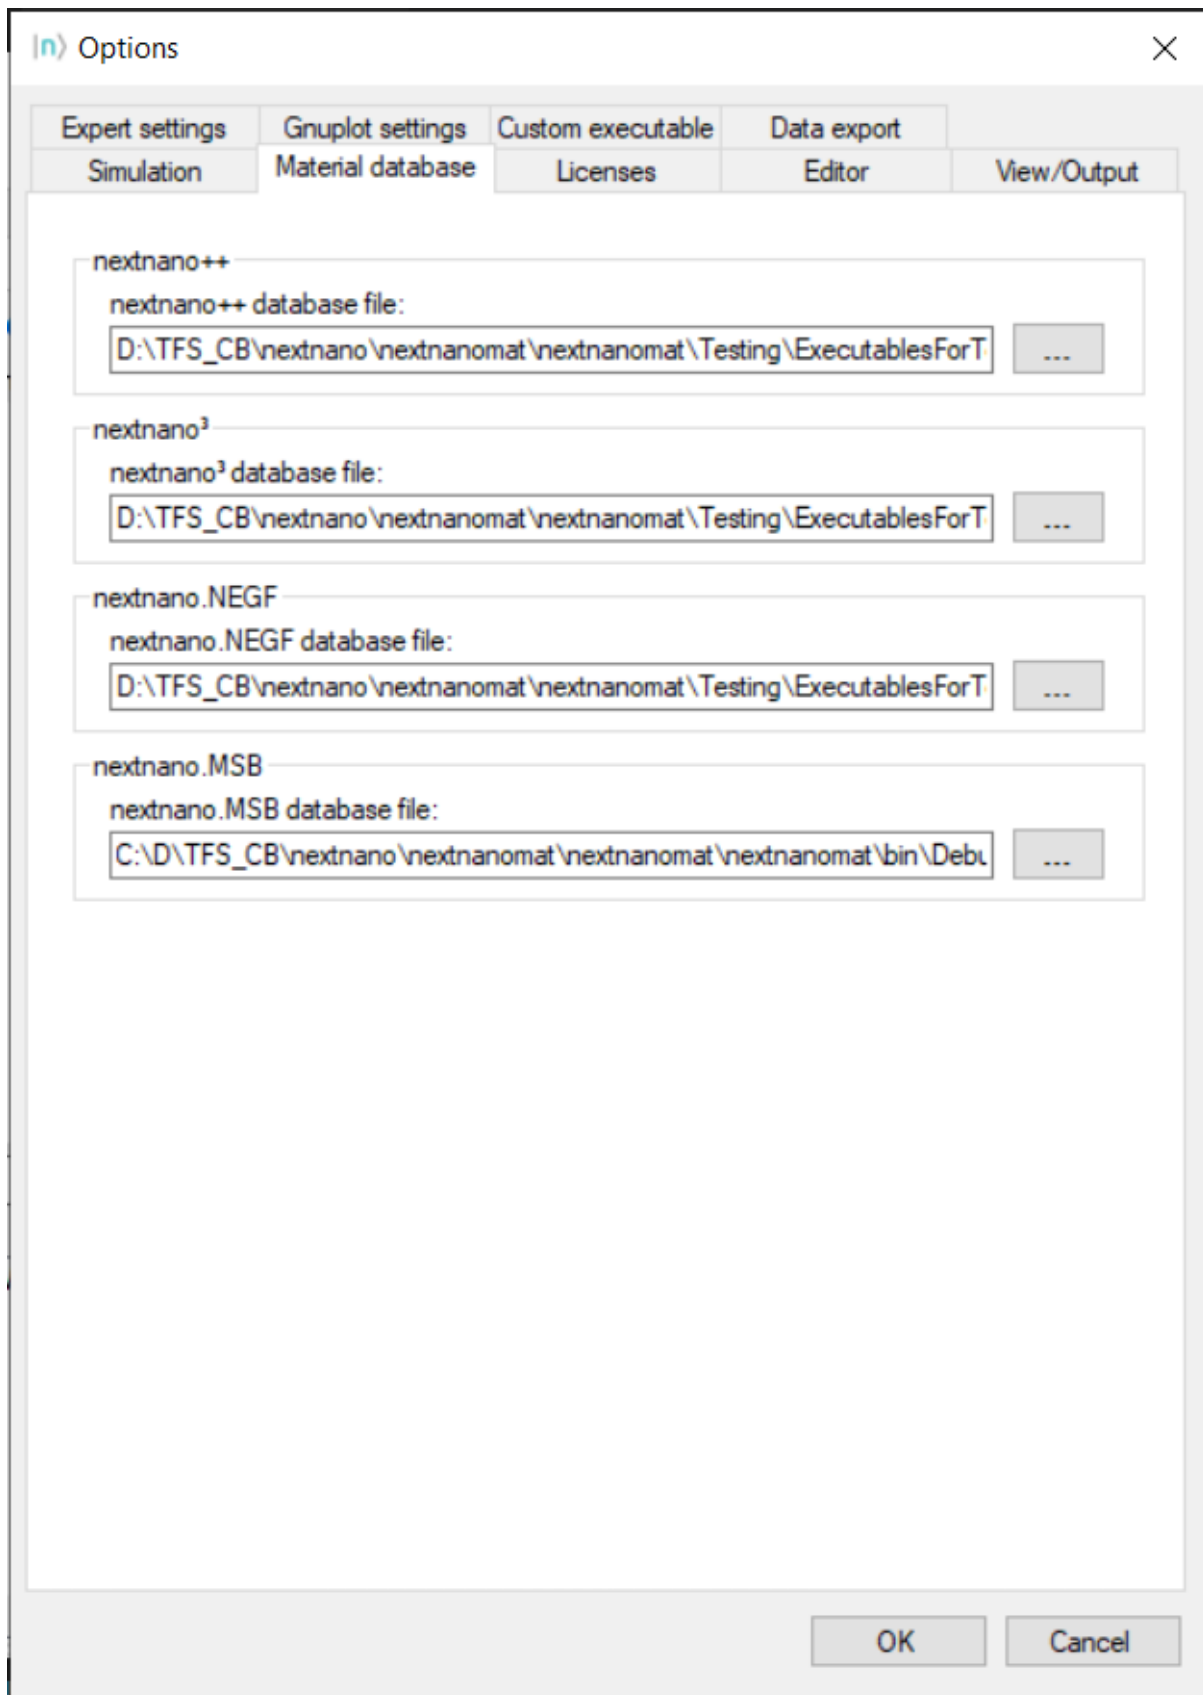 |n⟩ Options
Expert settings Gnuplot settings Custom executable Data export
Simulation Material database Licenses Editor View/Output
nextnano++
nextnano++ database file:
D:\TFS_CB\nextnano\nextnanomat\nextnanomat\Testing\ExecutablesForT ...
nextnano³
nextnano³ database file:
D:\TFS_CB\nextnano\nextnanomat\nextnanomat\Testing\ExecutablesForT ...
nextnano.NEGF
nextnano.NEGF database file:
D:\TFS_CB\nextnano\nextnanomat\nextnanomat\Testing\ExecutablesForT ...
nextnano.MSB
nextnano.MSB database file:
C:\D\TFS_CB\nextnano\nextnanomat\nextnanomat\nextnanomat\bin\Debu ...
OK Cancel